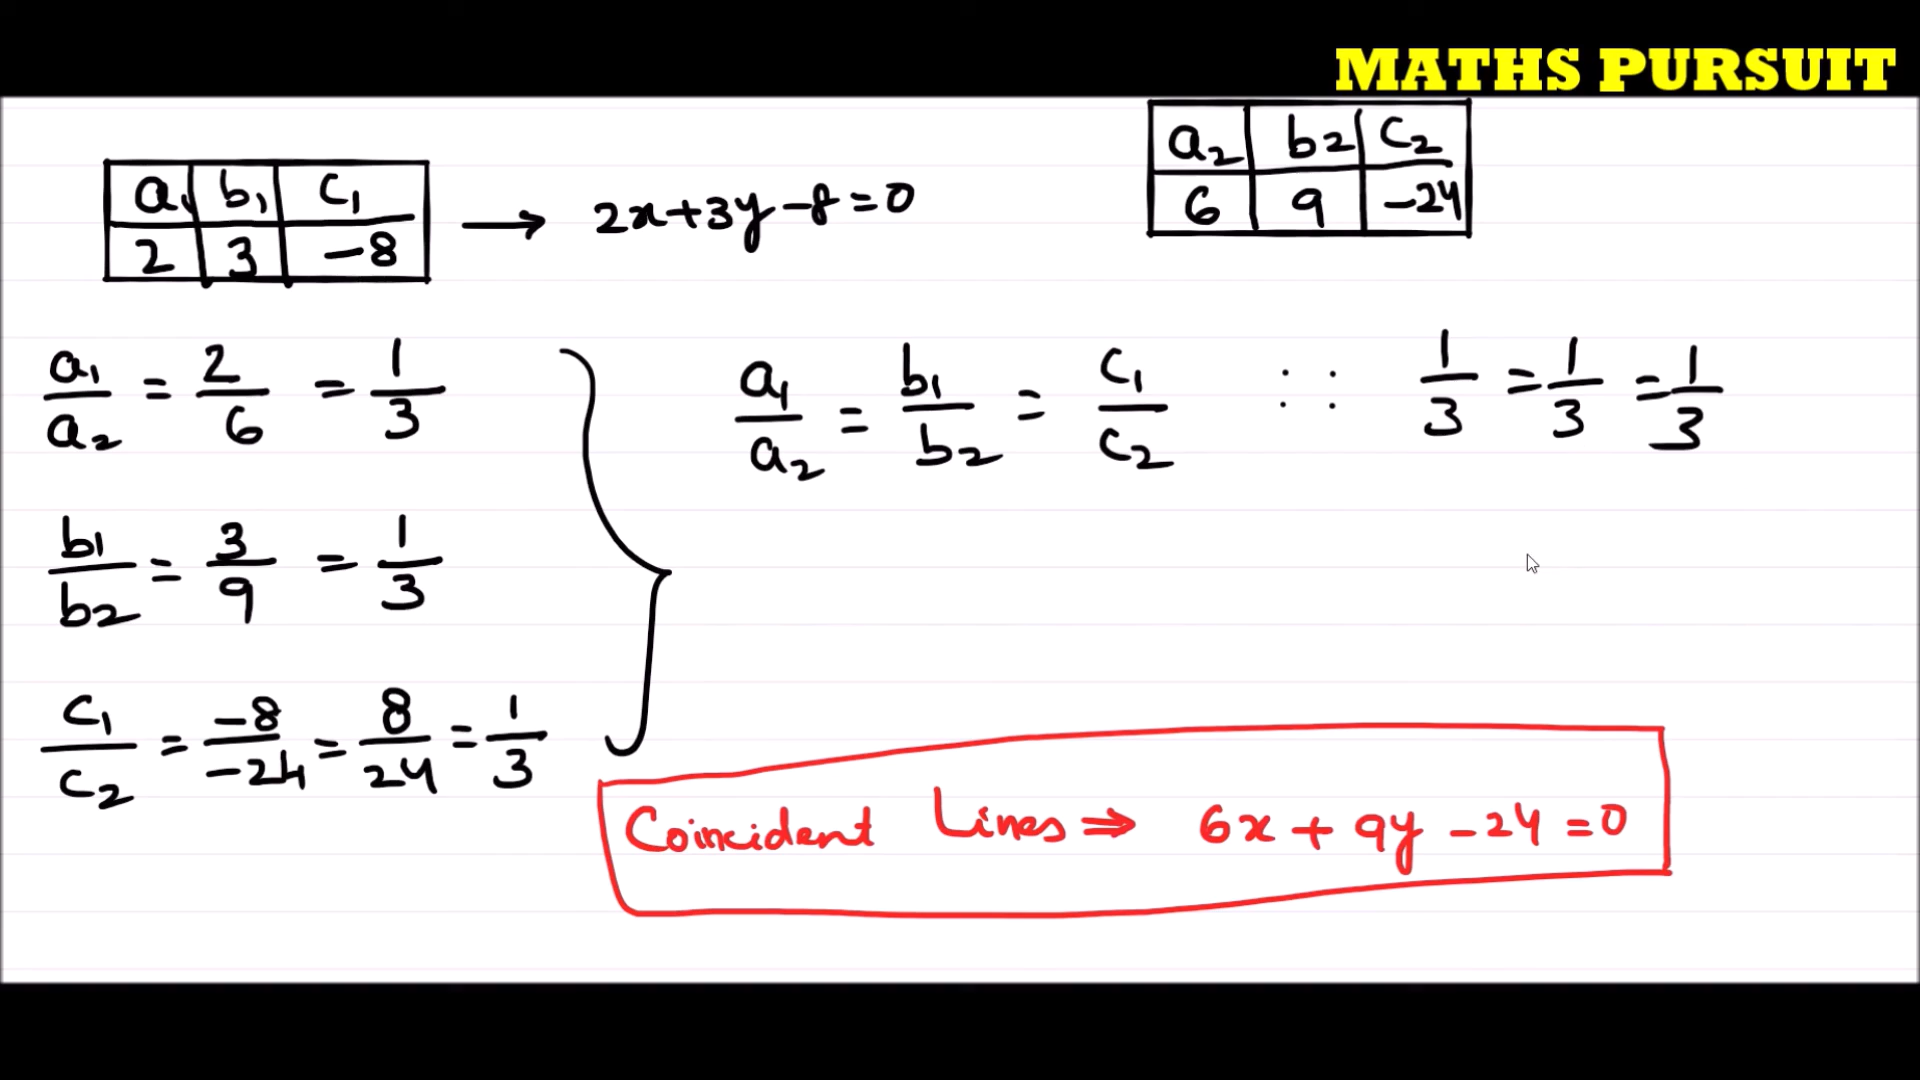 MATHS PURSUIT
a₁ b₁ c₁
2 3 -8
→ 2x+3y-8=0
a₂ b₂ c₂
6 9 -24
a₁/a₂ = 2/6 = 1/3
b₁/b₂ = 3/9 = 1/3
c₁/c₂ = -8/-24 = 8/24 = 1/3
a₁/a₂ = b₁/b₂ = c₁/c₂ :: 1/3 = 1/3 = 1/3
Coincident Lines ⇒ 6x + 9y - 24 = 0